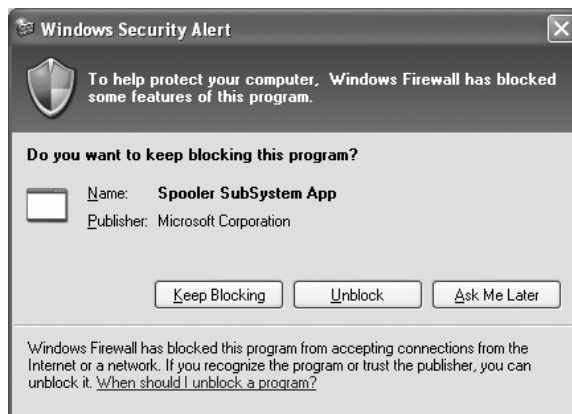 Windows Security Alert
To help protect your computer, Windows Firewall has blocked
some features of this program.
Do you want to keep blocking this program?
Name: Spooler SubSystem App
Publisher: Microsoft Corporation
Keep Blocking Unblock Ask Me Later
Windows Firewall has blocked this program from accepting connections from the
Internet or a network. If you recognize the program or trust the publisher, you can
unblock it. When should I unblock a program?